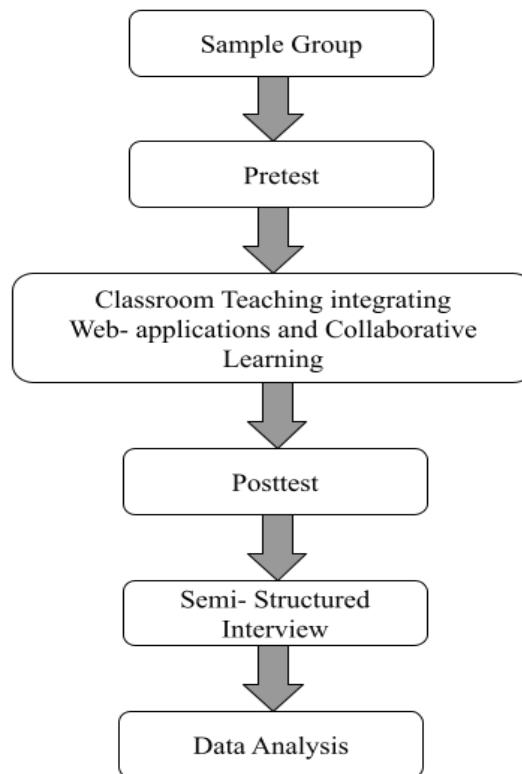 Sample Group
Pretest
Classroom Teaching integrating
Web- applications and Collaborative
Learning
Posttest
Semi- Structured
Interview
Data Analysis